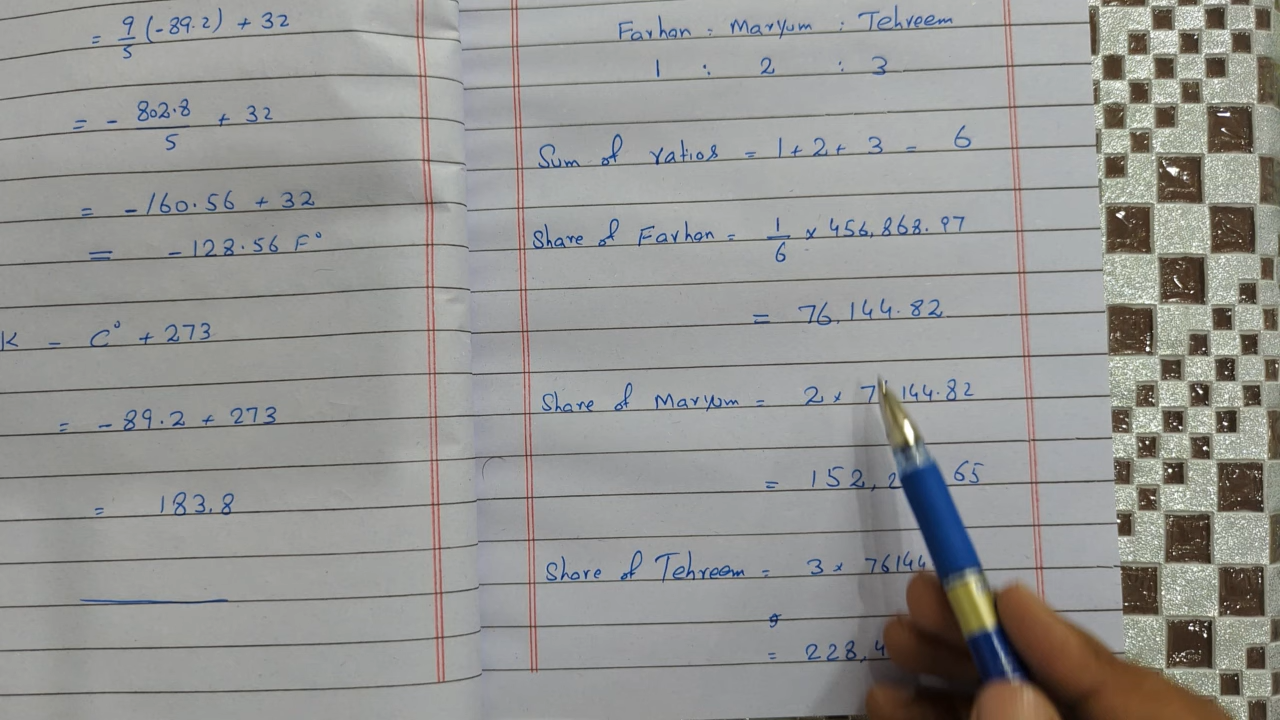 = 9/5 (-89.2) + 32
= - 802.8/5 + 32
= -160.56 + 32
= -128.56 F°
K = C° + 273
= -89.2 + 273
= 183.8
Farhan : Maryum : Tehreem
1 : 2 : 3
Sum of ratios = 1 + 2 + 3 = 6
Share of Farhan = 1/6 × 456,868.97
= 76,144.82
Share of Maryum = 2 × 7 144.82
= 152,2 65
Share of Tehreem = 3 × 76144
= 228,4